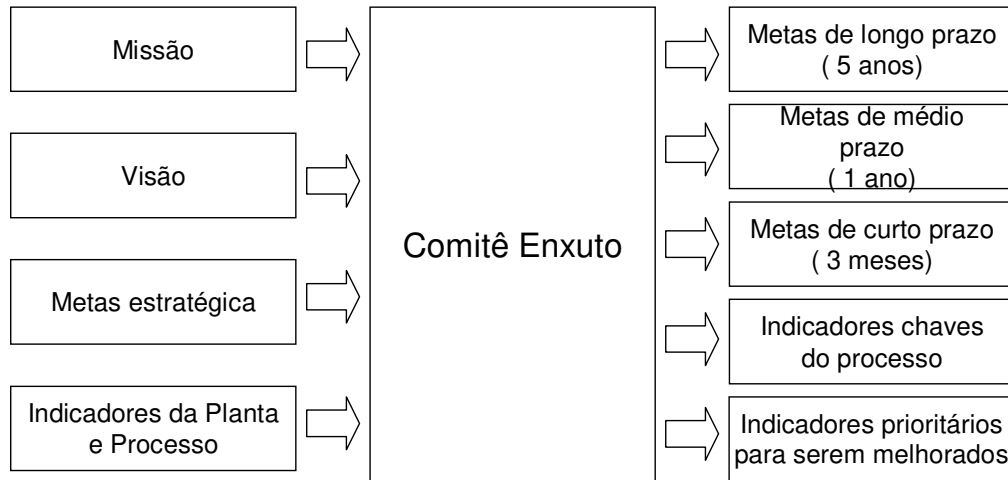 Missão
Visão
Metas estratégica
Indicadores da Planta
e Processo
Comitê Enxuto
Metas de longo prazo
( 5 anos)
Metas de médio
prazo
( 1 ano)
Metas de curto prazo
( 3 meses)
Indicadores chaves
do processo
Indicadores prioritários
para serem melhorados